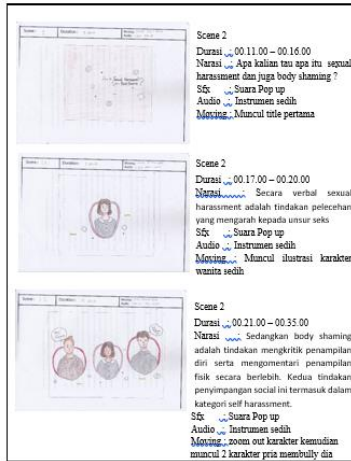 Scene 2
Durasi : 00.11.00 – 00.16.00
Narasi : Apa kalian tau apa itu sexual
harassment dan juga body shaming ?
Sfx : Suara Pop up
Audio : Instrumen sedih
Moving : Muncul title pertama
Scene 2
Durasi : 00.17.00 – 00.20.00
Narasi : Secara verbal sexual
harassment adalah tindakan pelecehan
yang mengarah kepada unsur seks
Sfx : Suara Pop up
Audio : Instrumen sedih
Moving : Muncul ilustrasi karakter
wanita sedih
Scene 2
Durasi : 00.21.00 – 00.35.00
Narasi : Sedangkan body shaming
adalah tindakan mengkritik penampilan
diri serta mengomentari penampilan
fisik secara berlebih. Kedua tindakan
penyimpangan social ini termasuk dalam
kategori self harassment.
Sfx : Suara Pop up
Audio : Instrumen sedih
Moving : zoom out karakter kemudian
muncul 2 karakter pria membully dia